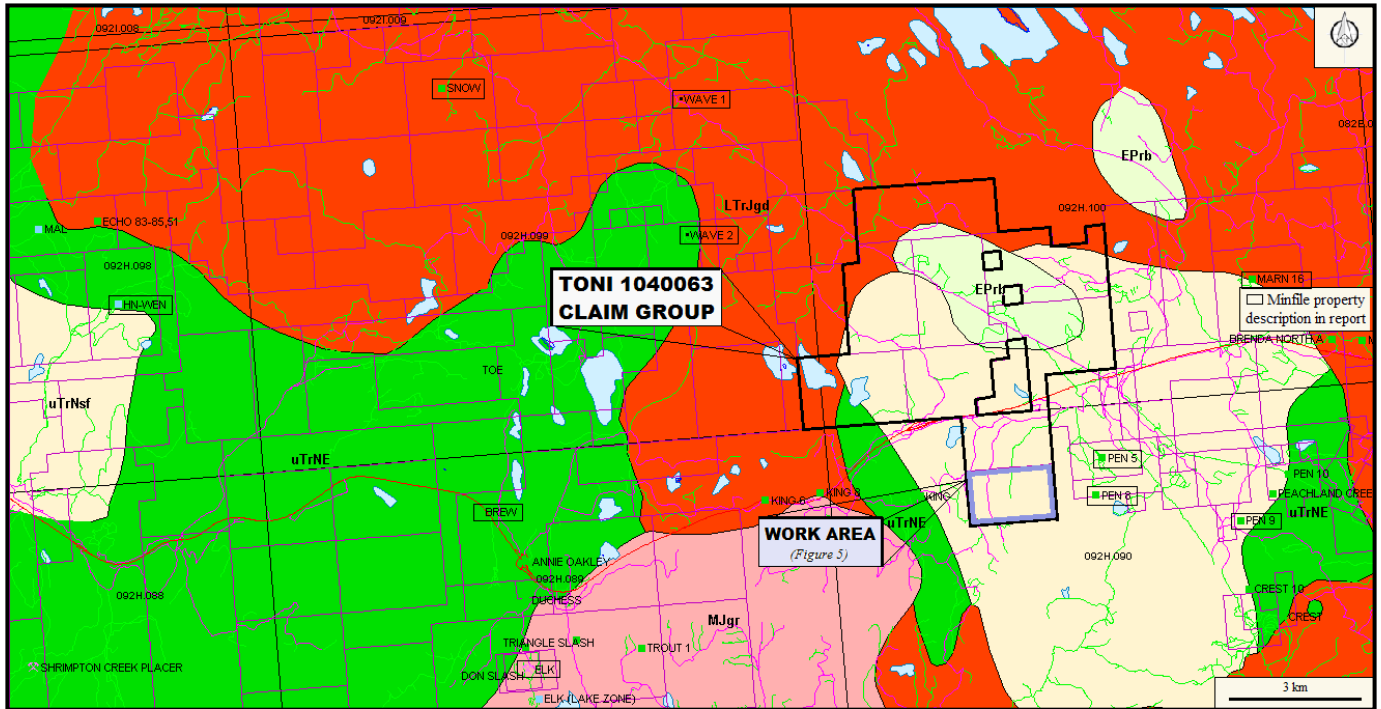 092I.008
092I.009
SNOW
WAVE 1
082E.0
EPrb
LTrJgd
092H.100
ECHO 83-85,51
MAL
092H.099
WAVE 2
092H.098
HN-WEN
TONI 1040063
CLAIM GROUP
EPrb
MARN 16
Minfile property
description in report
BRENDA NORTH A
TOE
uTrNsf
uTrNE
PEN 5
PEN 10
KING 6
KING 8
KING
PEN 8
PEACHLAND CREE
BREW
uTrNE
PEN 9
uTrNE
WORK AREA
(Figure 5)
ANNIE OAKLEY
092H.089
092H.090
092H.088
DUCHESS
CREST 10
MJgr
CREST
TRIANGLE SLASH
TROUT 1
SHRIMPTON CREEK PLACER
ELK
DON SLASH
ELK (LAKE ZONE)
3 km